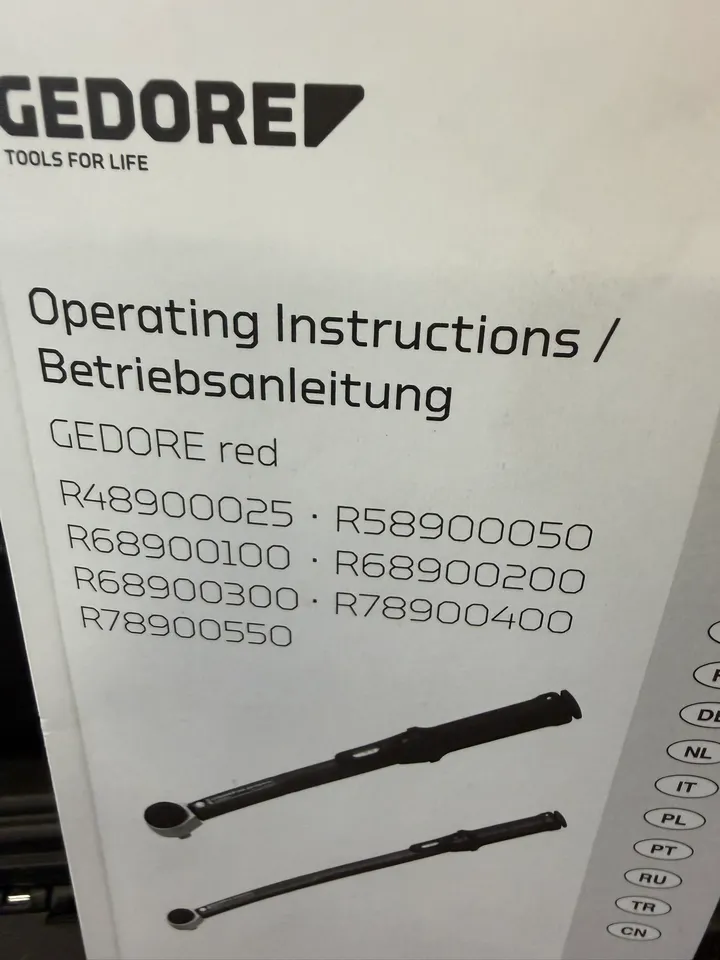 GEDORE
TOOLS FOR LIFE
Operating Instructions /
Betriebsanleitung
GEDORE red
R48900025 · R58900050
R68900100 · R68900200
R68900300 · R78900400
R78900550
NL
IT
PL
PT
RU
TR
CN